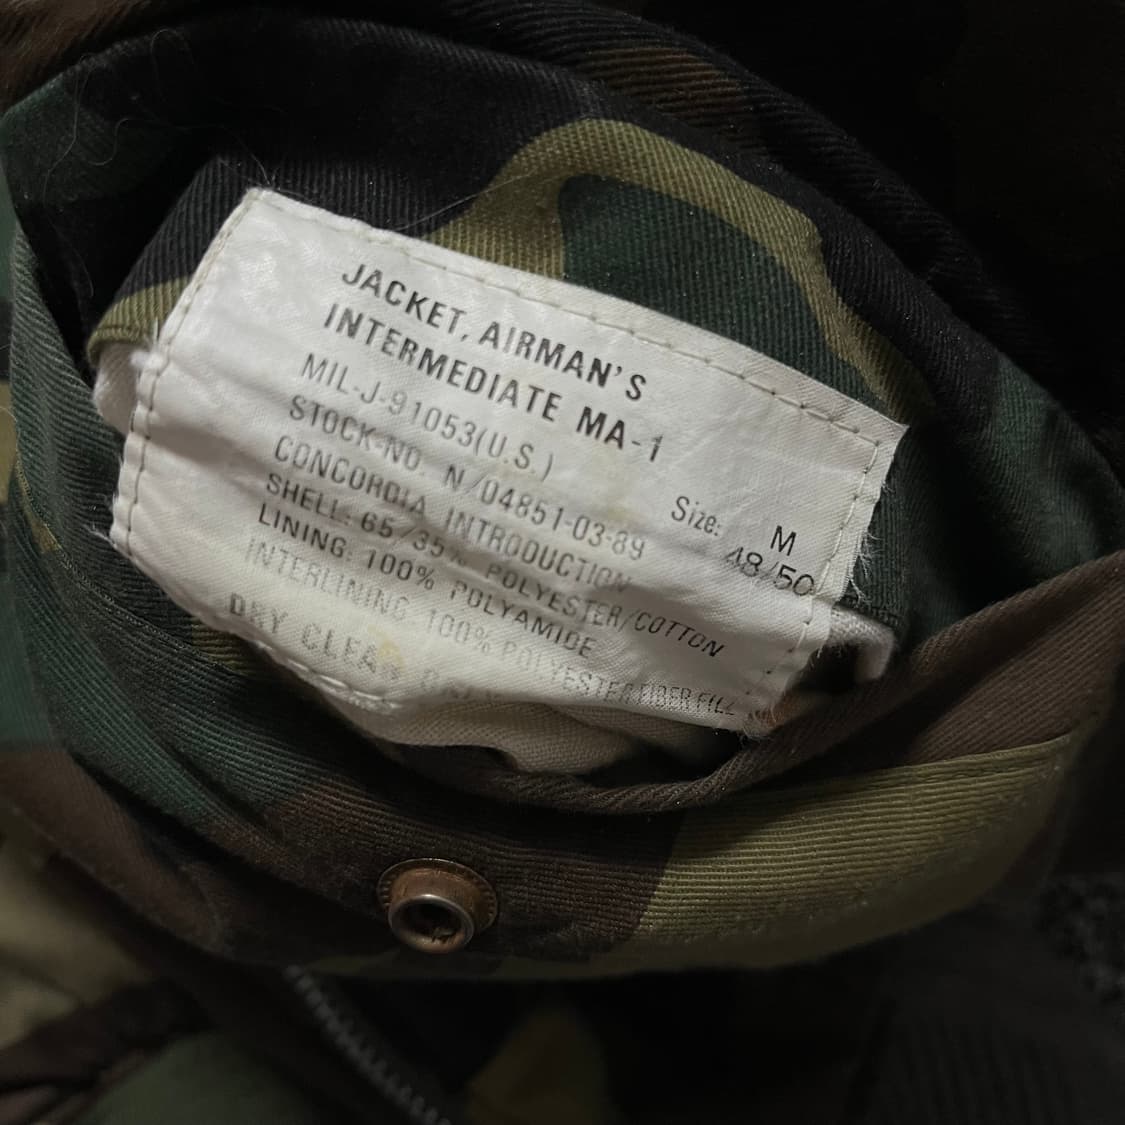 JACKET, AIRMAN'S
INTERMEDIATE MA-1
MIL-J-91053(U.S.)
STOCK-NO. N/04851-03-89
CONCORDIA INTRODUCTION
SHELL: 65/35% POLYESTER/COTTON
LINING: 100% POLYAMIDE
INTERLINING 100% POLYESTER FIBER FILL
DRY CLEAN ONLY
Size: M
48/50